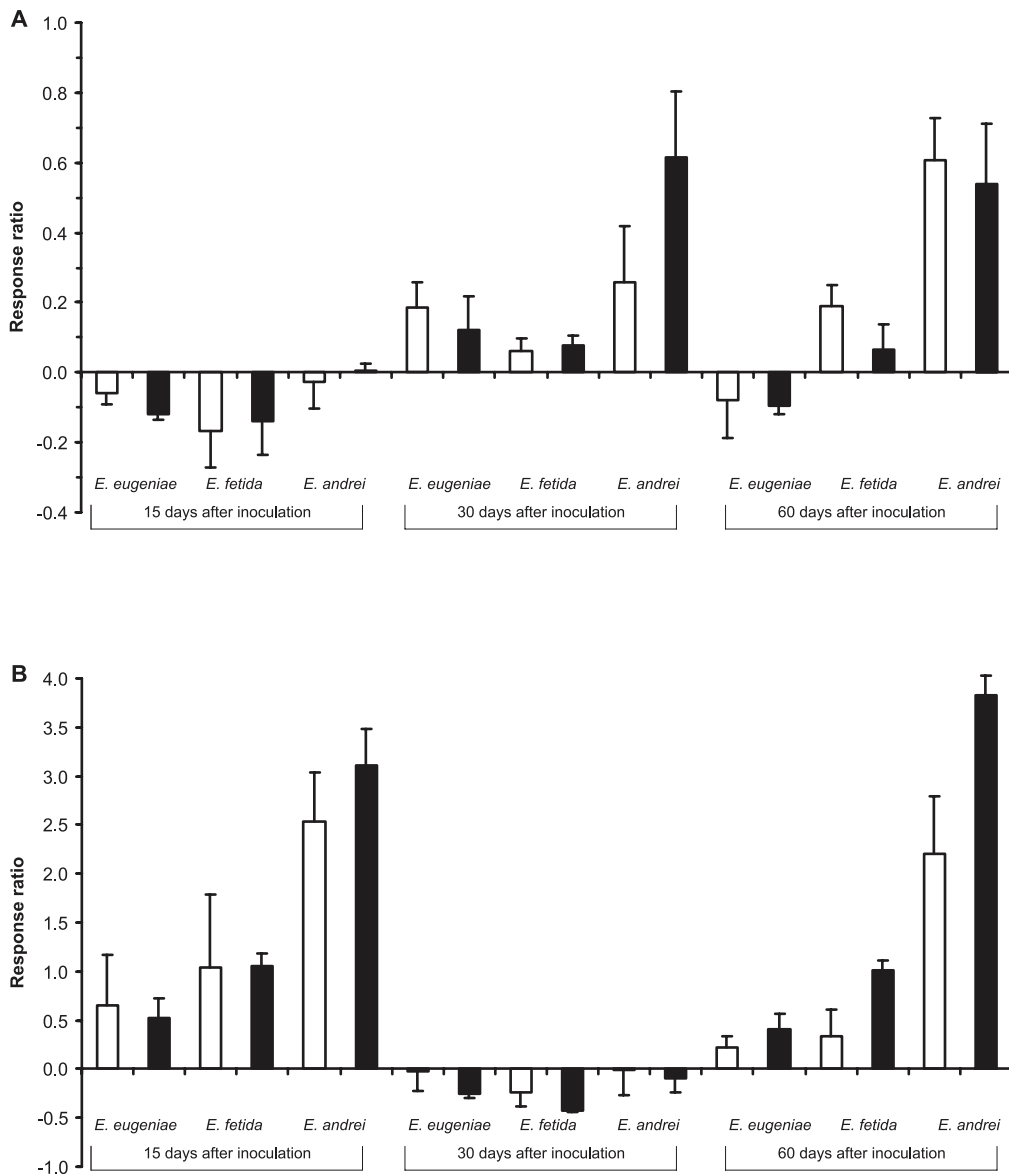 A
1.0
0.8
0.6
0.4
0.2
0.0
-0.2
-0.4
Response ratio
E. eugeniae E. fetida E. andrei E. eugeniae E. fetida E. andrei E. eugeniae E. fetida E. andrei
15 days after inoculation 30 days after inoculation 60 days after inoculation
B
4.0
3.5
3.0
2.5
2.0
1.5
1.0
0.5
0.0
-0.5
-1.0
Response ratio
E. eugeniae E. fetida E. andrei E. eugeniae E. fetida E. andrei E. eugeniae E. fetida E. andrei
15 days after inoculation 30 days after inoculation 60 days after inoculation